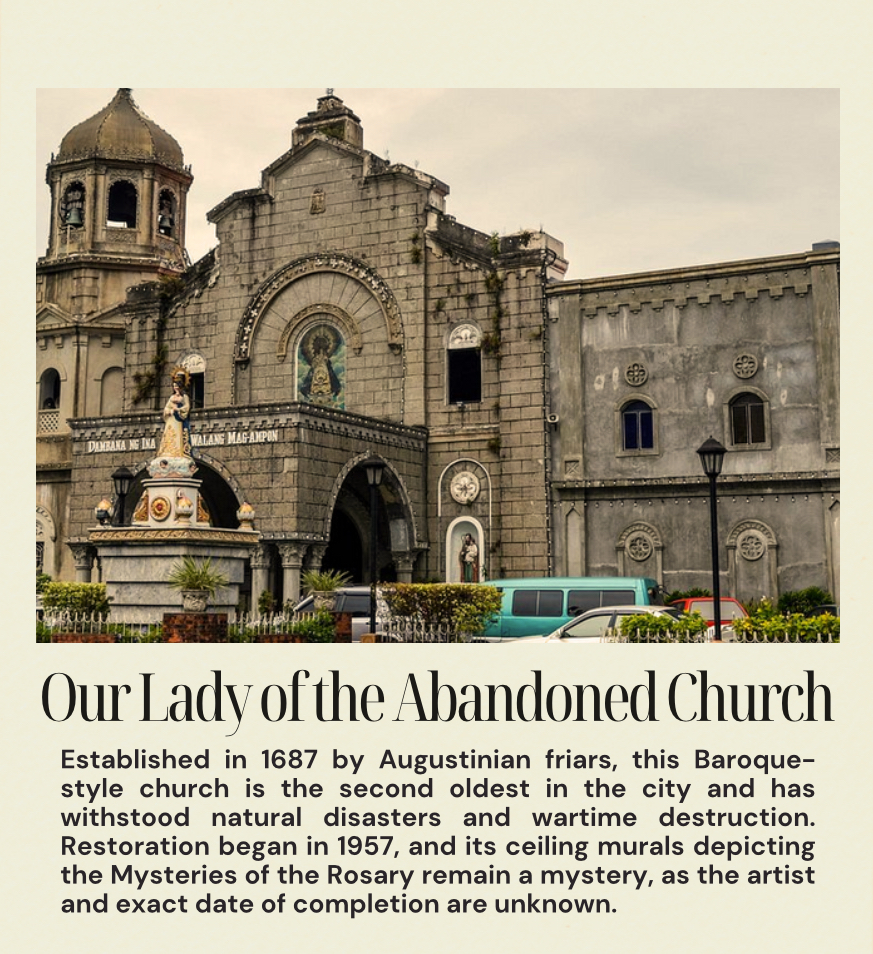 DAMBANA NG INA WALANG MAG-AMPON
Our Lady of the Abandoned Church
Established in 1687 by Augustinian friars, this Baroque-
style church is the second oldest in the city and has
withstood natural disasters and wartime destruction.
Restoration began in 1957, and its ceiling murals depicting
the Mysteries of the Rosary remain a mystery, as the artist
and exact date of completion are unknown.